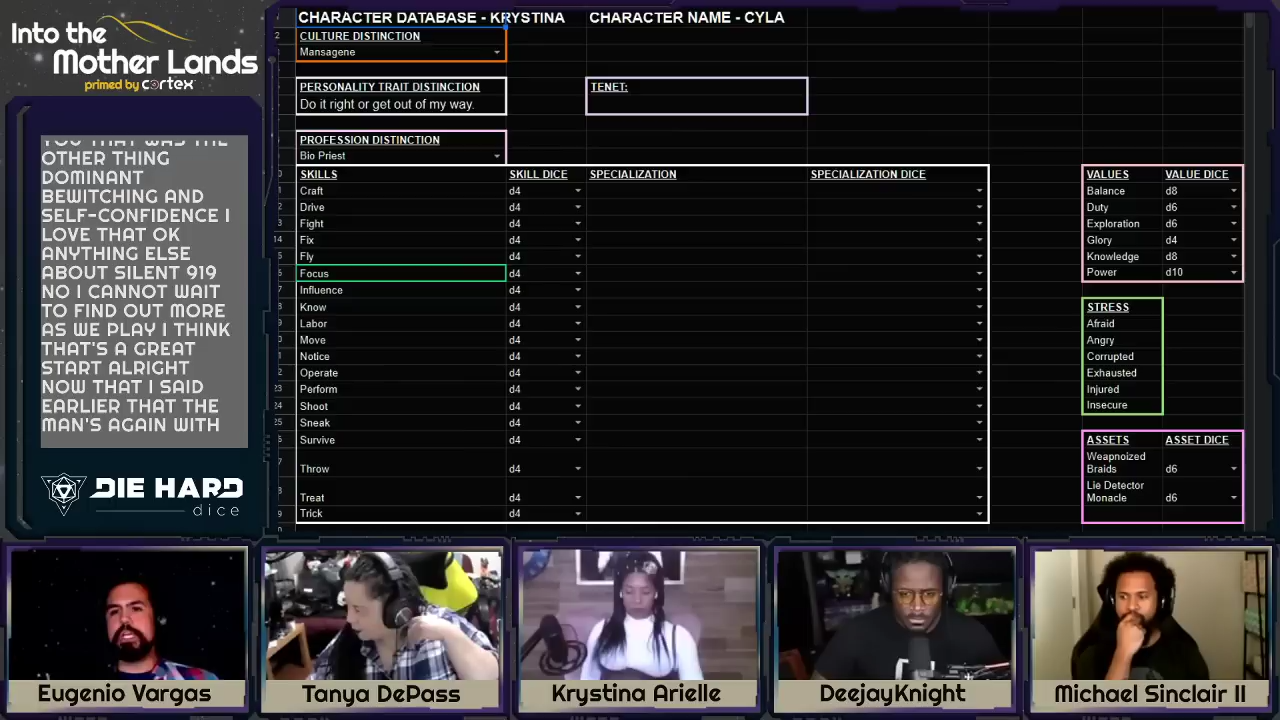 Into the
Mother Lands
primed by cortex
OTHER THING
DOMINANT
BEWITCHING AND
SELF-CONFIDENCE I
LOVE THAT OK
ANYTHING ELSE
ABOUT SILENT 919
NO I CANNOT WAIT
TO FIND OUT MORE
AS WE PLAY I THINK
THAT'S A GREAT
START ALRIGHT
NOW THAT I SAID
EARLIER THAT THE
MAN'S AGAIN WITH
DIE HARD
dice
CHARACTER DATABASE - KRYSTINA CHARACTER NAME - CYLA
CULTURE DISTINCTION
Mansagene
PERSONALITY TRAIT DISTINCTION TENET:
Do it right or get out of my way.
PROFESSION DISTINCTION
Bio Priest
SKILLS SKILL DICE SPECIALIZATION SPECIALIZATION DICE
Craft d4
Drive d4
Fight d4
Fix d4
Fly d4
Focus d4
Influence d4
Know d4
Labor d4
Move d4
Notice d4
Operate d4
Perform d4
Shoot d4
Sneak d4
Survive d4
Throw d4
Treat d4
Trick d4
VALUES VALUE DICE
Balance d8
Duty d6
Exploration d6
Glory d4
Knowledge d8
Power d10
STRESS
Afraid
Angry
Corrupted
Exhausted
Injured
Insecure
ASSETS ASSET DICE
Weapnoized
Braids d6
Lie Detector
Monacle d6
Eugenio Vargas
Tanya DePass
Krystina Arielle
DeejayKnight
Michael Sinclair II